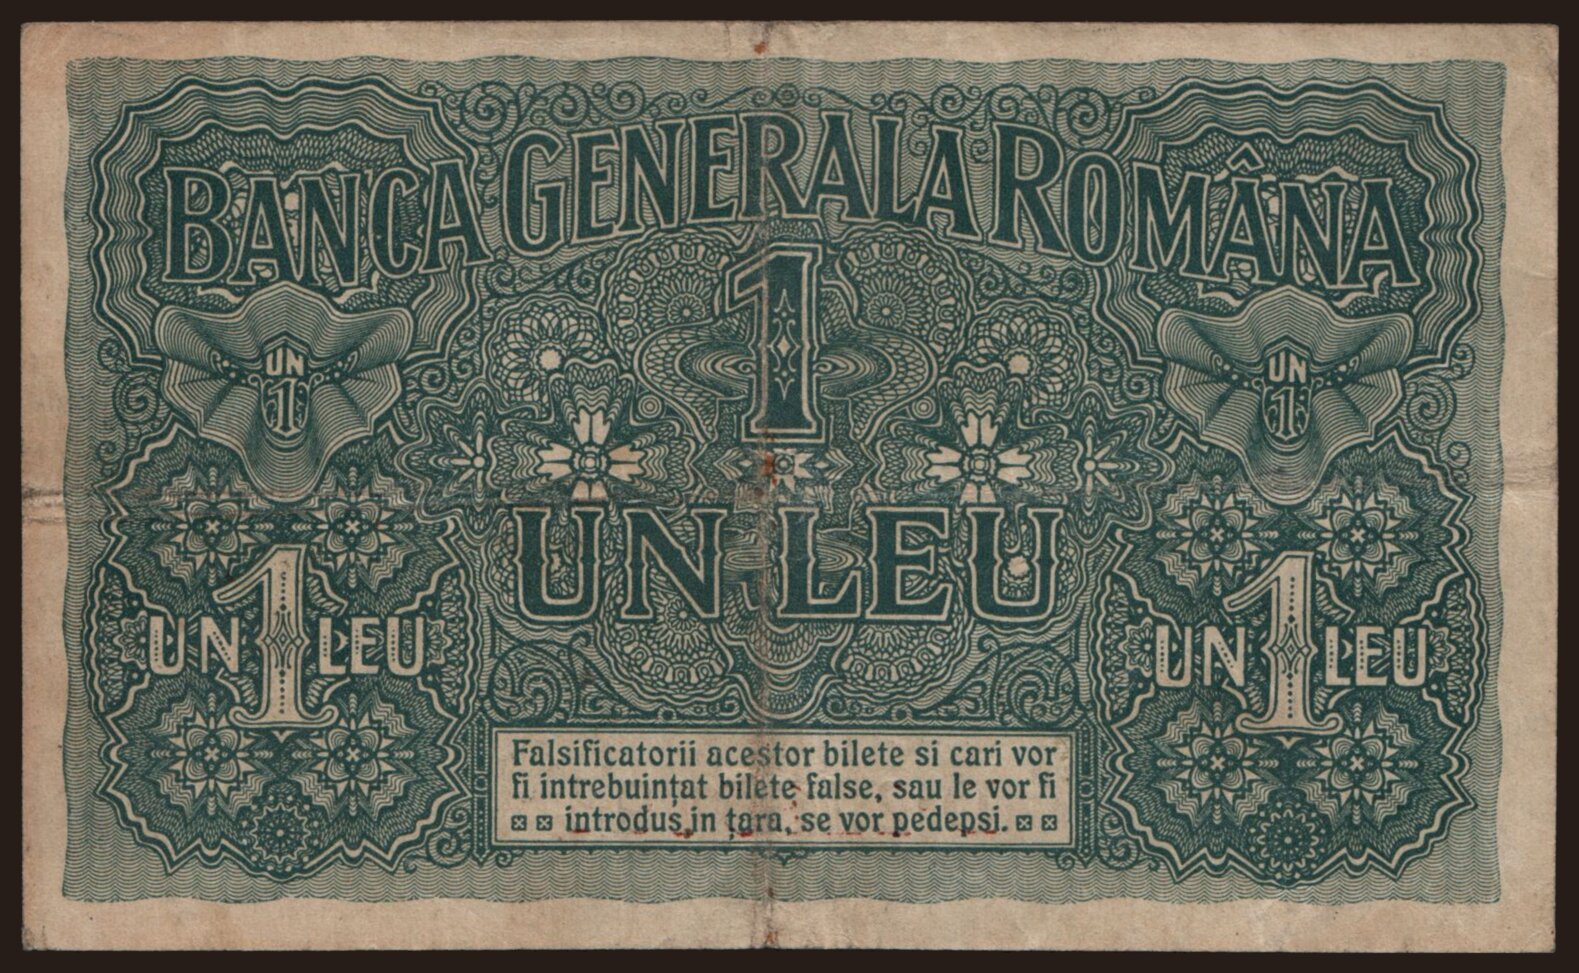 BANCA GENERALA ROMÂNA
1
UN
1
UN
1
UN LEU
UN 1 LEU
UN 1 LEU
Falsificatorii acestor bilete si cari vor
fi intrebuințat bilete false, sau le vor fi
introduș in țara, se vor pedepsi.